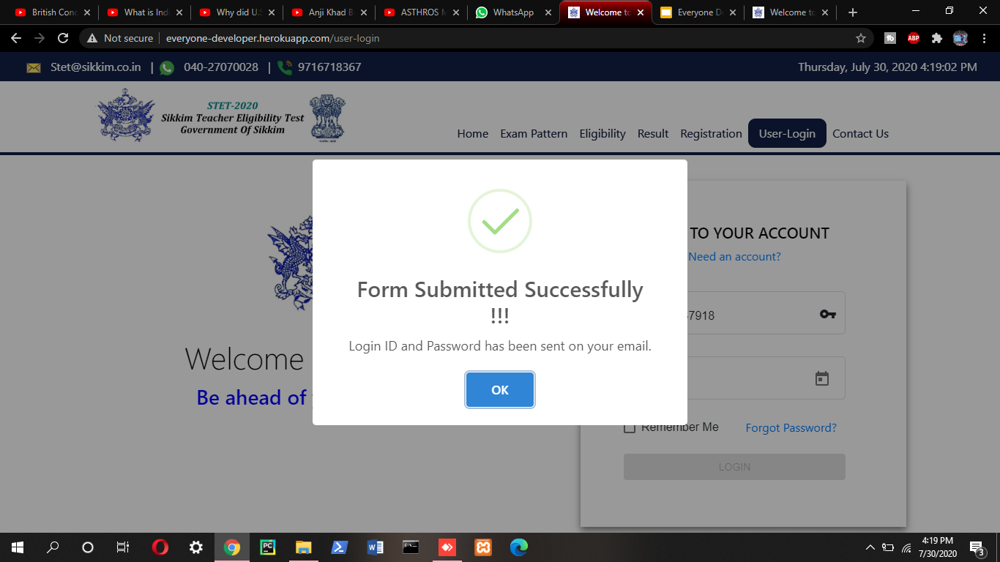 British Con
What is Ind
Why did U.S
Anji Khad B
ASTHROS M
WhatsApp
Welcome to
Everyone D
Welcome to
Not secure | everyone-developer.herokuapp.com/user-login
Stet@sikkim.co.in | 040-27070028 | 9716718367
Thursday, July 30, 2020 4:19:02 PM
STET-2020
Sikkim Teacher Eligibility Test
Government Of Sikkim
Home Exam Pattern Eligibility Result Registration User-Login Contact Us
TO YOUR ACCOUNT
Need an account?
7918
Welcome
Be ahead of
Form Submitted Successfully
!!!
Login ID and Password has been sent on your email.
OK
Remember Me Forgot Password?
LOGIN
ABP
PC
4:19 PM
7/30/2020
3